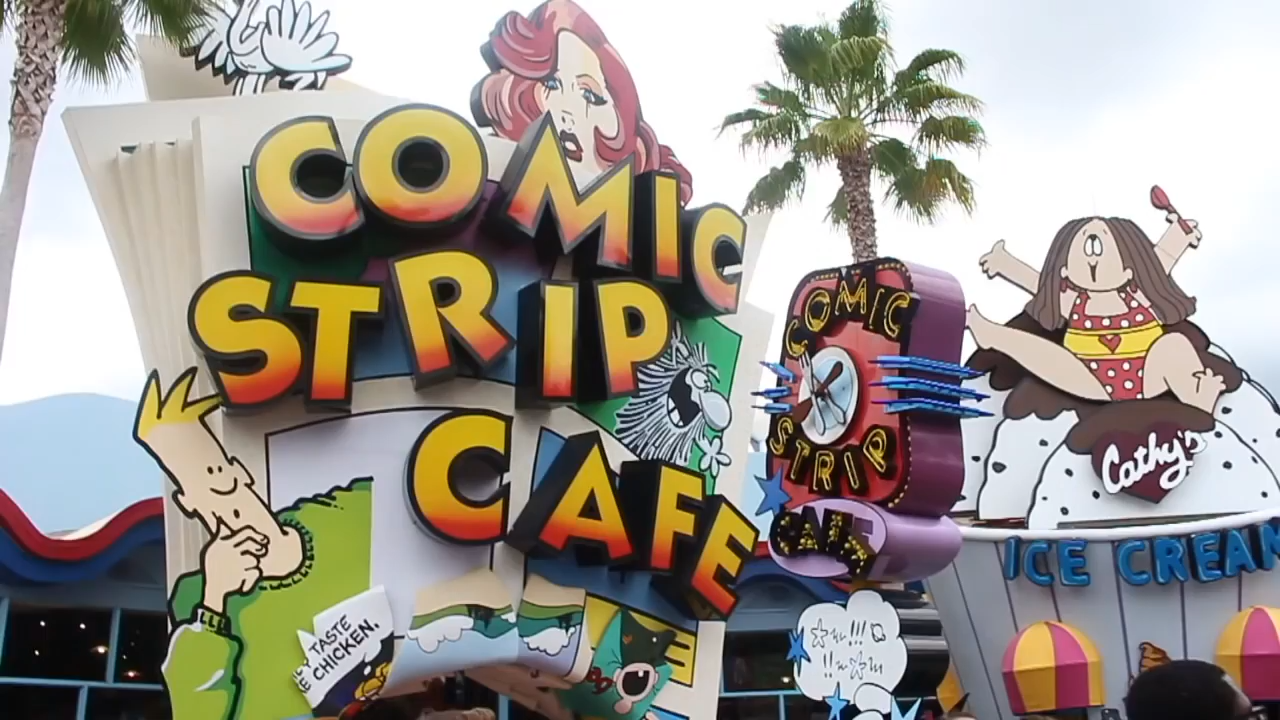 COMIC
STRIP
CAFE
COMIC
STRIP
CAFE
Cathy's
ICE CREAM
TASTE
CHICKEN.
!!!
!!